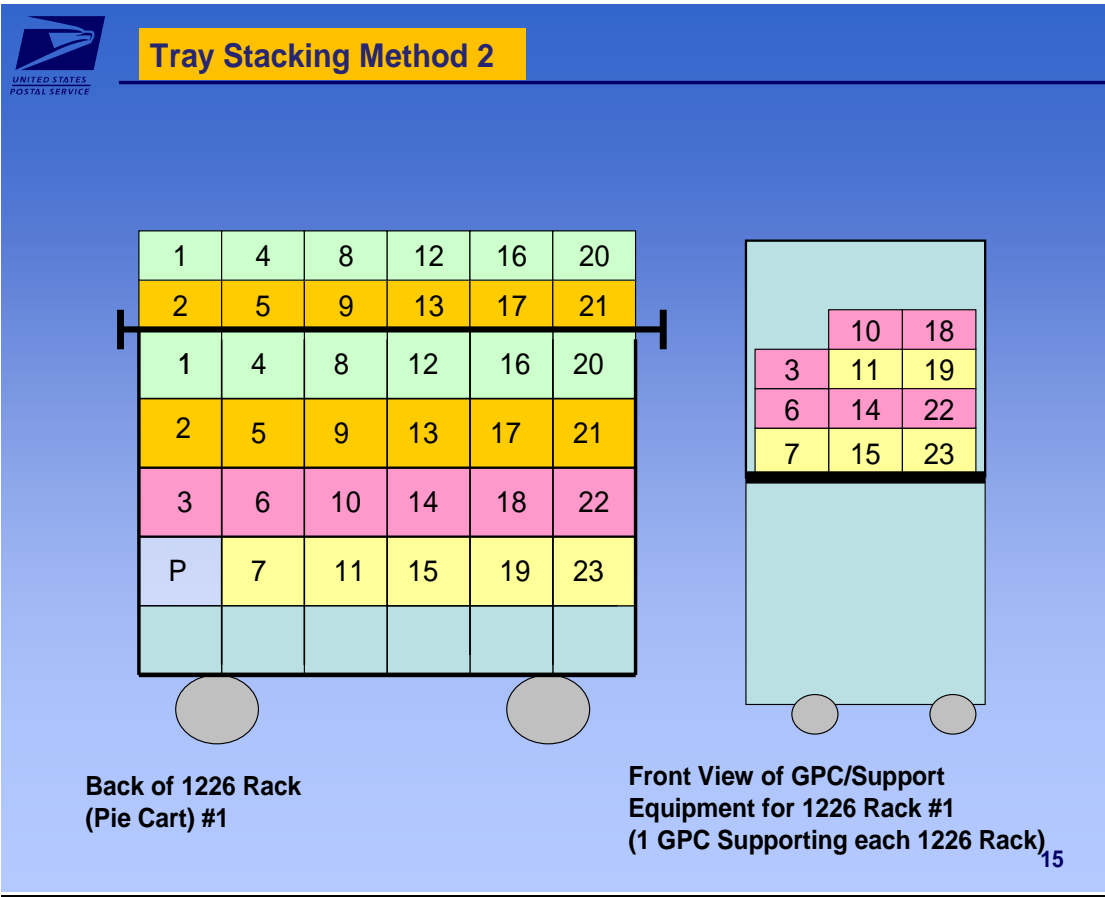 UNITED STATES
POSTAL SERVICE
Tray Stacking Method 2
1 4 8 12 16 20
2 5 9 13 17 21
1 4 8 12 16 20
2 5 9 13 17 21
3 6 10 14 18 22
P 7 11 15 19 23
10 18
3 11 19
6 14 22
7 15 23
Back of 1226 Rack
(Pie Cart) #1
Front View of GPC/Support
Equipment for 1226 Rack #1
(1 GPC Supporting each 1226 Rack)
15